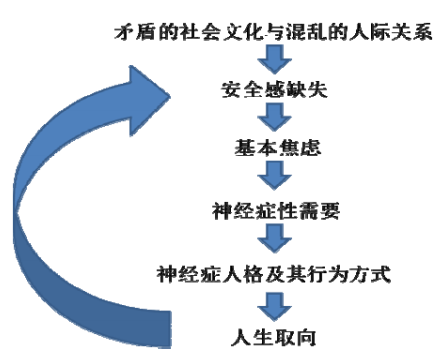 矛盾的社会文化与混乱的人际关系
安全感缺失
基本焦虑
神经症性需要
神经症人格及其行为方式
人生取向